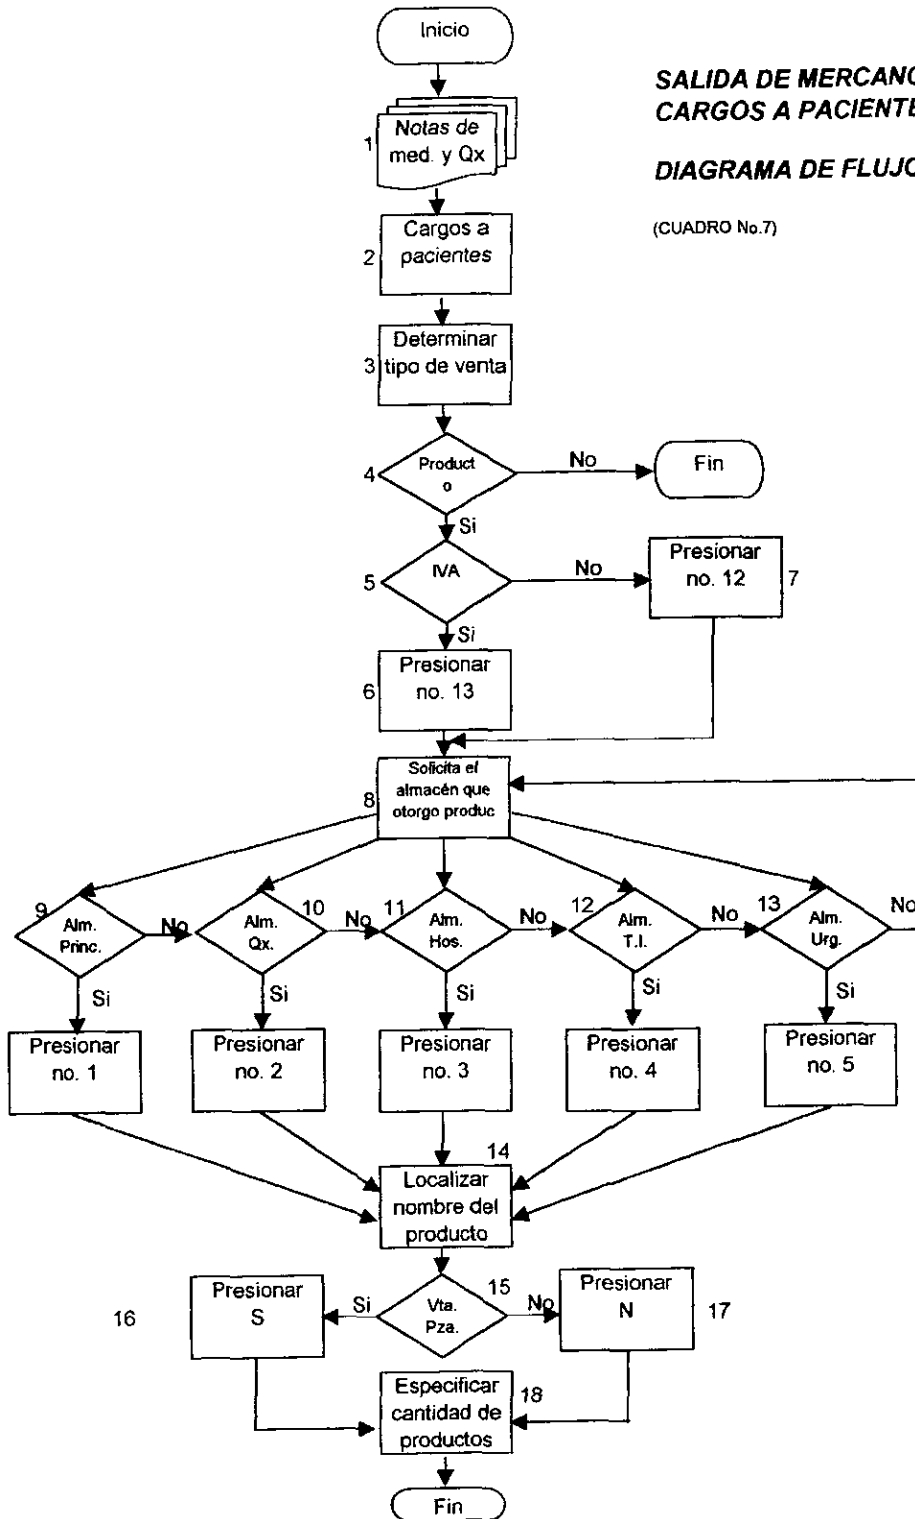 Inicio
SALIDA DE MERCANC
CARGOS A PACIENTE
DIAGRAMA DE FLUJO
(CUADRO No.7)
1
Notas de
med. y Qx
2
Cargos a
pacientes
3
Determinar
tipo de venta
4
Product
o
No
Fin
Si
5
IVA
No
Presionar
no. 12
7
Si
6
Presionar
no. 13
8
Solicita el
almacén que
otorgo produc
9
Alm.
Princ.
No
10
Alm.
Qx.
No
11
Alm.
Hos.
No
12
Alm.
T.I.
No
13
Alm.
Urg.
No
Si
Si
Si
Si
Si
Presionar
no. 1
Presionar
no. 2
Presionar
no. 3
Presionar
no. 4
Presionar
no. 5
14
Localizar
nombre del
producto
16
Presionar
S
Si
15
Vta.
Pza.
No
Presionar
N
17
Especificar
cantidad de
productos
18
Fin